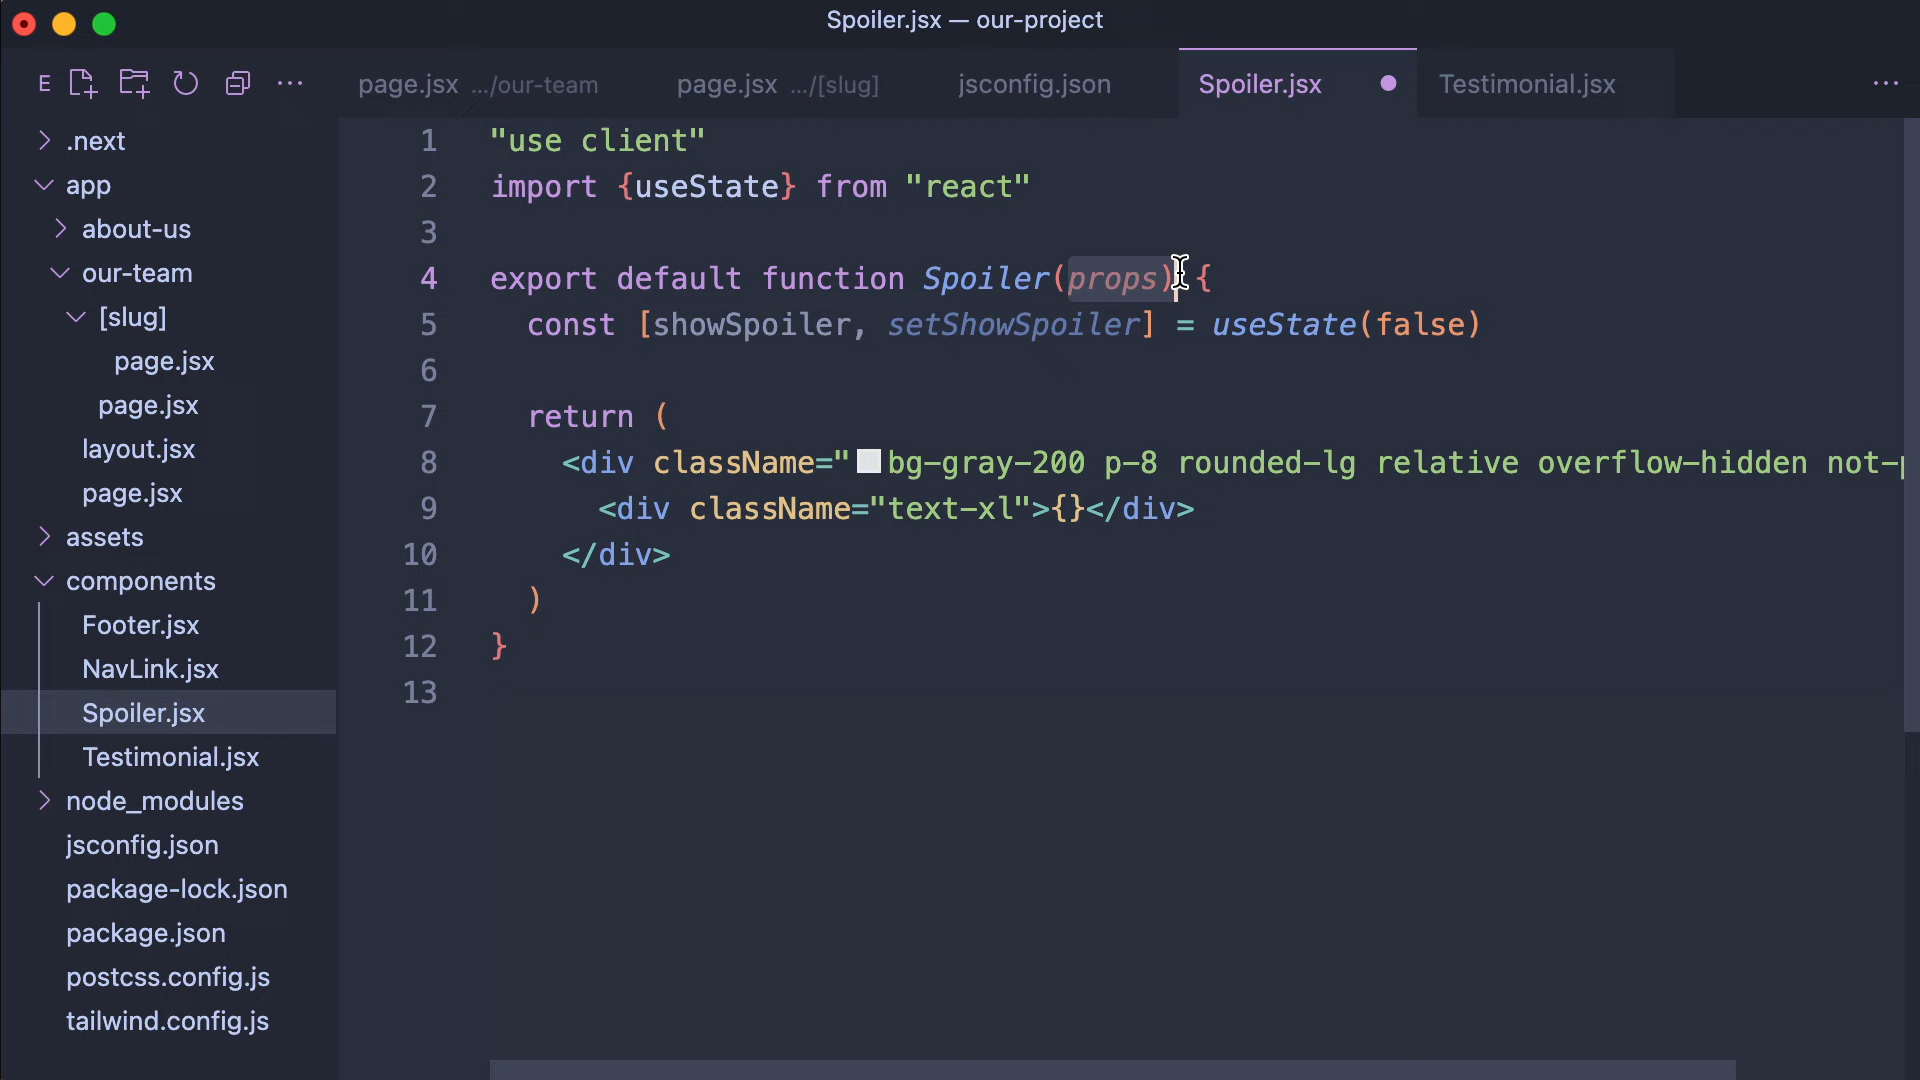 Spoiler.jsx — our-project
E
page.jsx .../our-team
page.jsx .../[slug]
jsconfig.json
Spoiler.jsx
Testimonial.jsx
.next
app
about-us
our-team
[slug]
page.jsx
page.jsx
layout.jsx
page.jsx
assets
components
Footer.jsx
NavLink.jsx
Spoiler.jsx
Testimonial.jsx
node_modules
jsconfig.json
package-lock.json
package.json
postcss.config.js
tailwind.config.js
1 "use client"
2 import {useState} from "react"
3
4 export default function Spoiler(props) {
5 const [showSpoiler, setShowSpoiler] = useState(false)
6
7 return (
8 <div className="bg-gray-200 p-8 rounded-lg relative overflow-hidden not-
9 <div className="text-xl">{}</div>
10 </div>
11 )
12 }
13